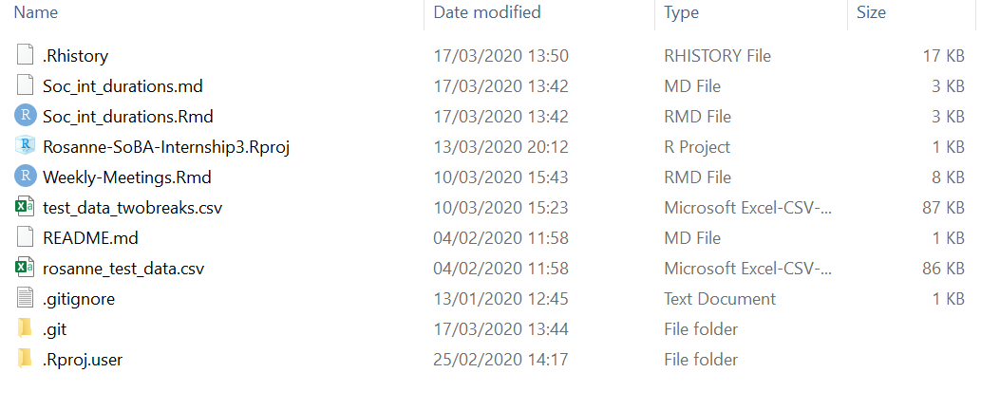 Name Date modified Type Size
.Rhistory 17/03/2020 13:50 RHISTORY File 17 KB
Soc_int_durations.md 17/03/2020 13:42 MD File 3 KB
Soc_int_durations.Rmd 17/03/2020 13:42 RMD File 3 KB
Rosanne-SoBA-Internship3.Rproj 13/03/2020 20:12 R Project 1 KB
Weekly-Meetings.Rmd 10/03/2020 15:43 RMD File 8 KB
test_data_twobreaks.csv 10/03/2020 15:23 Microsoft Excel-CSV-... 87 KB
README.md 04/02/2020 11:58 MD File 1 KB
rosanne_test_data.csv 04/02/2020 11:58 Microsoft Excel-CSV-... 86 KB
.gitignore 13/01/2020 12:45 Text Document 1 KB
.git 17/03/2020 13:44 File folder
.Rproj.user 25/02/2020 14:17 File folder